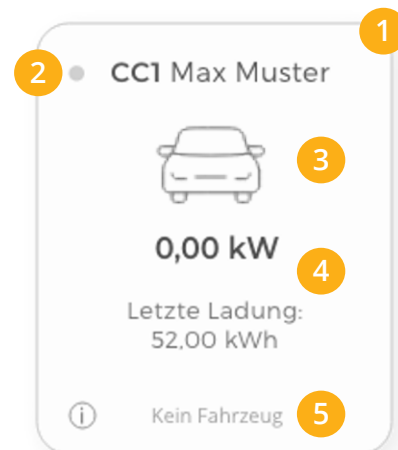 1
2 CC1 Max Muster
3
0,00 kW
4
Letzte Ladung:
52,00 kWh
Kein Fahrzeug 5